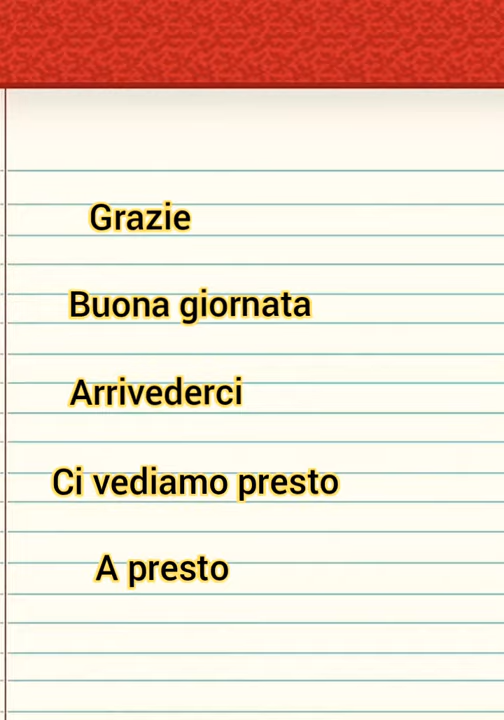 Grazie
Buona giornata
Arrivederci
Ci vediamo presto
A presto